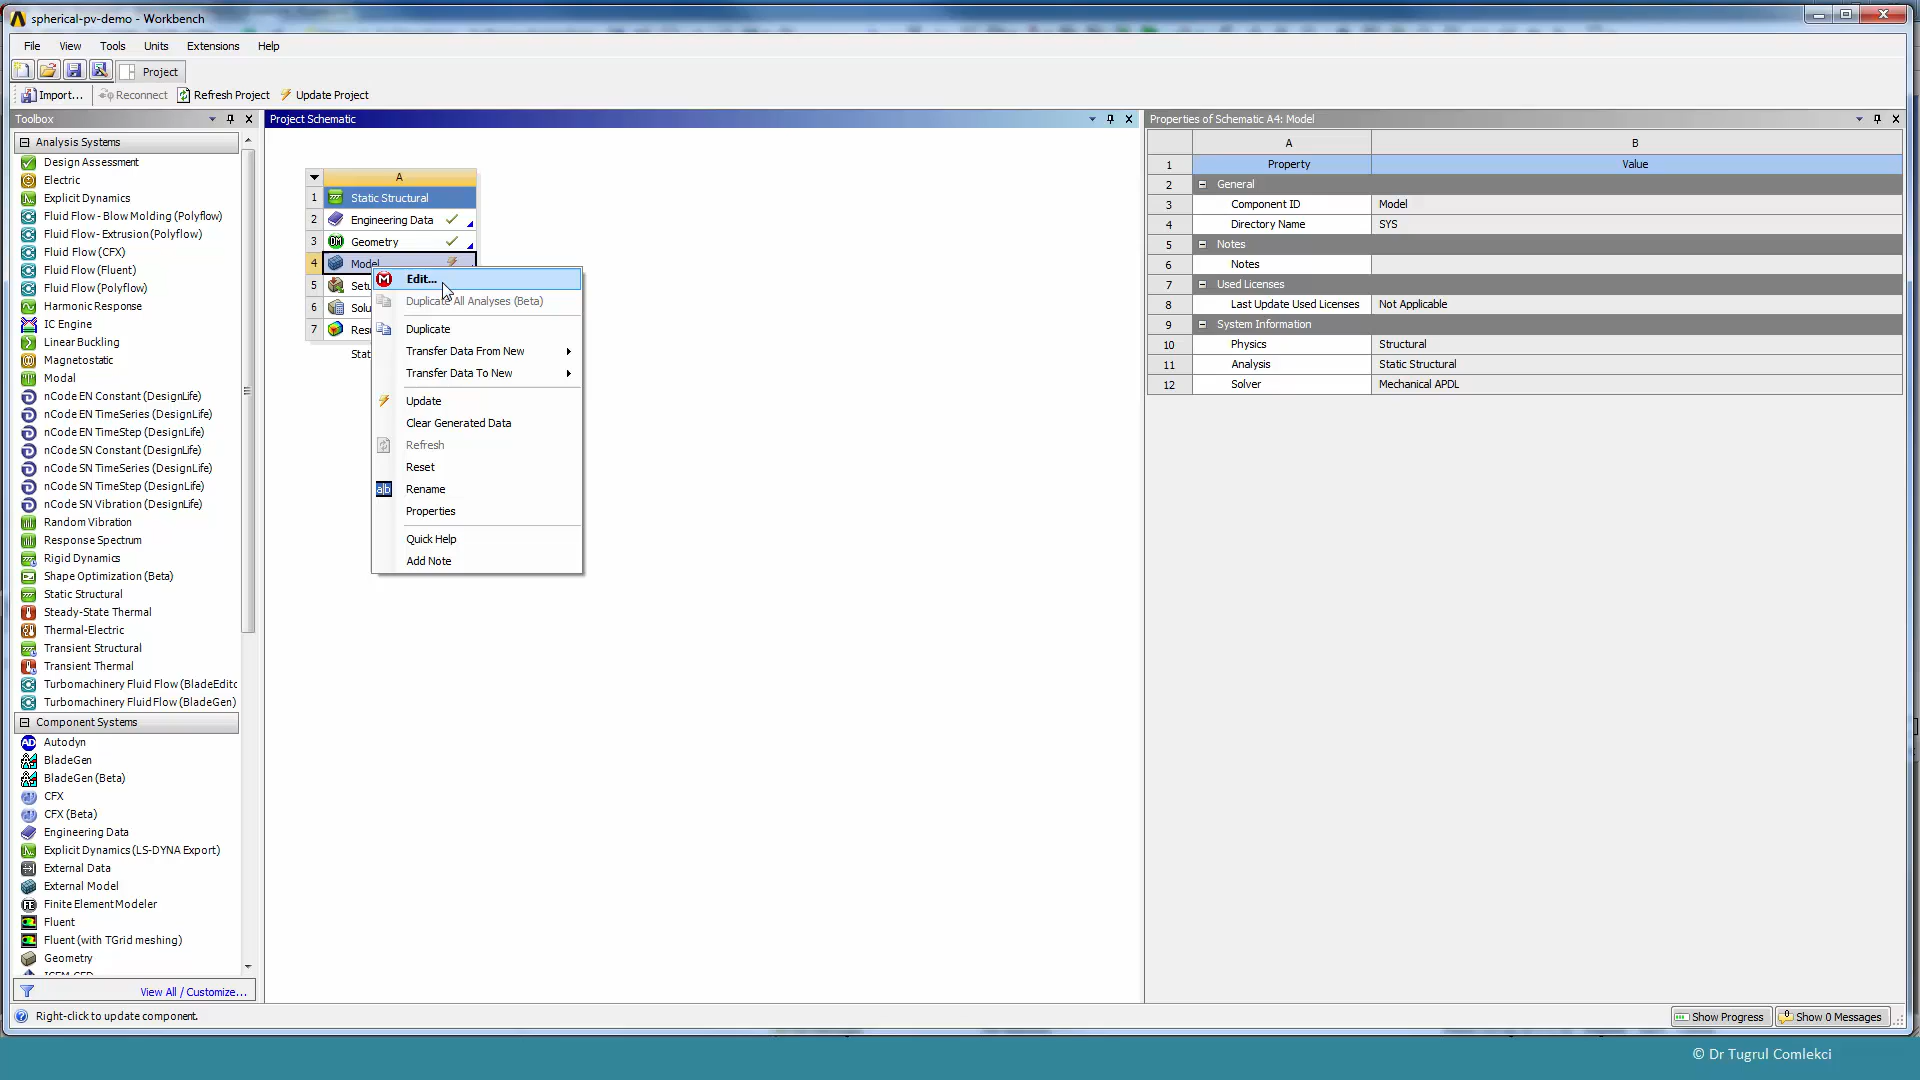 spherical-pv-demo - Workbench
File View Tools Units Extensions Help
Project
Import... Reconnect Refresh Project Update Project
Toolbox
Analysis Systems
Design Assessment
Electric
Explicit Dynamics
Fluid Flow - Blow Molding (Polyflow)
Fluid Flow - Extrusion (Polyflow)
Fluid Flow (CFX)
Fluid Flow (Fluent)
Fluid Flow (Polyflow)
Harmonic Response
IC Engine
Linear Buckling
Magnetostatic
Modal
nCode EN Constant (DesignLife)
nCode EN TimeSeries (DesignLife)
nCode EN TimeStep (DesignLife)
nCode SN Constant (DesignLife)
nCode SN TimeSeries (DesignLife)
nCode SN TimeStep (DesignLife)
nCode SN Vibration (DesignLife)
Random Vibration
Response Spectrum
Rigid Dynamics
Shape Optimization (Beta)
Static Structural
Steady-State Thermal
Thermal-Electric
Transient Structural
Transient Thermal
Turbomachinery Fluid Flow (BladeEditc
Turbomachinery Fluid Flow (BladeGen)
Component Systems
Autodyn
BladeGen
BladeGen (Beta)
CFX
CFX (Beta)
Engineering Data
Explicit Dynamics (LS-DYNA Export)
External Data
External Model
Finite Element Modeler
Fluent
Fluent (with TGrid meshing)
Geometry
View All / Customize...
Project Schematic
A
1 Static Structural
2 Engineering Data
3 Geometry
4 Model
5 Setu
6 Solu
7 Resu
Stat
Edit...
Duplicate All Analyses (Beta)
Duplicate
Transfer Data From New
Transfer Data To New
Update
Clear Generated Data
Refresh
Reset
Rename
Properties
Quick Help
Add Note
Properties of Schematic A4: Model
A B
1 Property Value
2 General
3 Component ID Model
4 Directory Name SYS
5 Notes
6 Notes
7 Used Licenses
8 Last Update Used Licenses Not Applicable
9 System Information
10 Physics Structural
11 Analysis Static Structural
12 Solver Mechanical APDL
Right-click to update component.
Show Progress Show 0 Messages
© Dr Tugrul Comlekci